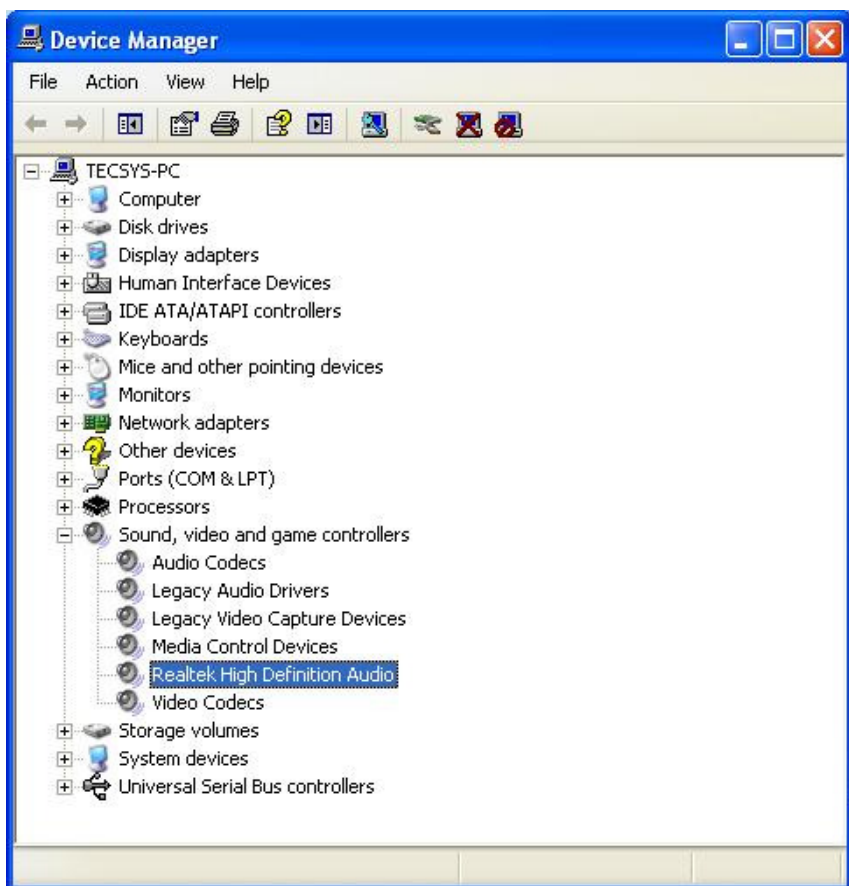 Device Manager
File Action View Help
TECSYS-PC
Computer
Disk drives
Display adapters
Human Interface Devices
IDE ATA/ATAPI controllers
Keyboards
Mice and other pointing devices
Monitors
Network adapters
Other devices
Ports (COM & LPT)
Processors
Sound, video and game controllers
Audio Codecs
Legacy Audio Drivers
Legacy Video Capture Devices
Media Control Devices
Realtek High Definition Audio
Video Codecs
Storage volumes
System devices
Universal Serial Bus controllers